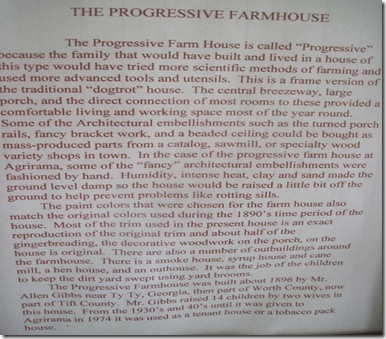 THE PROGRESSIVE FARMHOUSE
The Progressive Farm House is called “Progressive”
because the family that would have built and lived in a house of
this type would have tried more scientific methods of farming and
used more advanced tools and utensils. This is a frame version of
the traditional “dogtrot” house. The central breezeway, large
porch, and the direct connection of most rooms to these provided a
comfortable living and working space most of the year round.
Some of the Architectural embellishments such as the turned porch
rails, fancy bracket work, and a beaded ceiling could be bought as
mass-produced parts from a catalog, sawmill, or specialty wood
variety shops in town. In the case of the progressive farm house at
Agrirama, some of the “fancy” architectural embellishments were
fashioned by hand. Humidity, intense heat, clay and sand made the
ground level damp so the house would be raised a little bit off the
ground to help prevent problems like rotting sills.
The paint colors that were chosen for the farm house also
match the original colors used during the 1890’s time period of the
house. Most of the trim used in the present house is an exact
reproduction of the original trim and about half of the
gingerbreading, the decorative woodwork on the porch, on the
house is original. There are also a number of outbuildings around
the farmhouse. There is a smoke house, syrup house and cane
mill, a hen house, and an outhouse. It was the job of the children
to keep the dirt yard swept using yard brooms.
The Progressive Farmhouse was built about 1896 by Mr.
Allen Gibbs near Ty Ty, Georgia, then part of Worth County, now
part of Tift County. Mr. Gibbs raised 14 children by two wives in
this house. From the 1930’s and 40’s until it was given to
Agrirama in 1974 it was used as a tenant house or a tobacco pack
house.